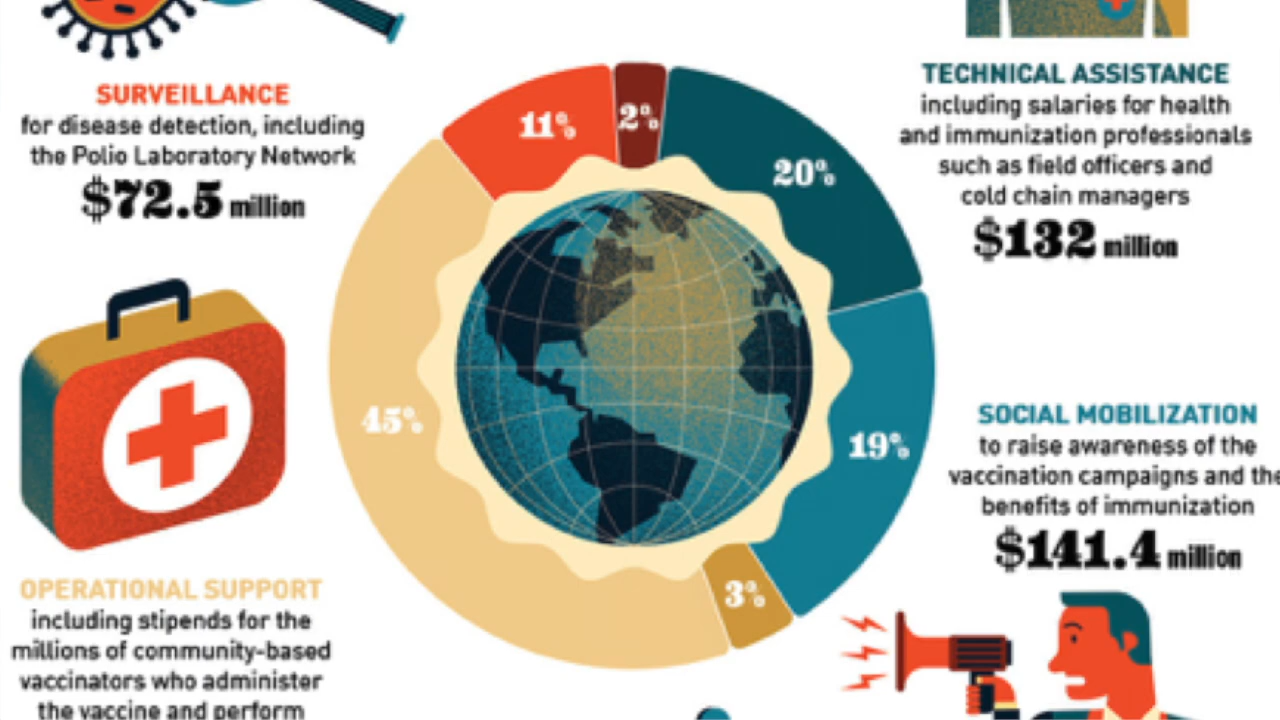 SURVEILLANCE
for disease detection, including
the Polio Laboratory Network
$72.5 million
11%
2%
20%
TECHNICAL ASSISTANCE
including salaries for health
and immunization professionals
such as field officers and
cold chain managers
$132 million
45%
19%
3%
SOCIAL MOBILIZATION
to raise awareness of the
vaccination campaigns and the
benefits of immunization
$141.4 million
OPERATIONAL SUPPORT
including stipends for the
millions of community-based
vaccinators who administer
the vaccine and perform